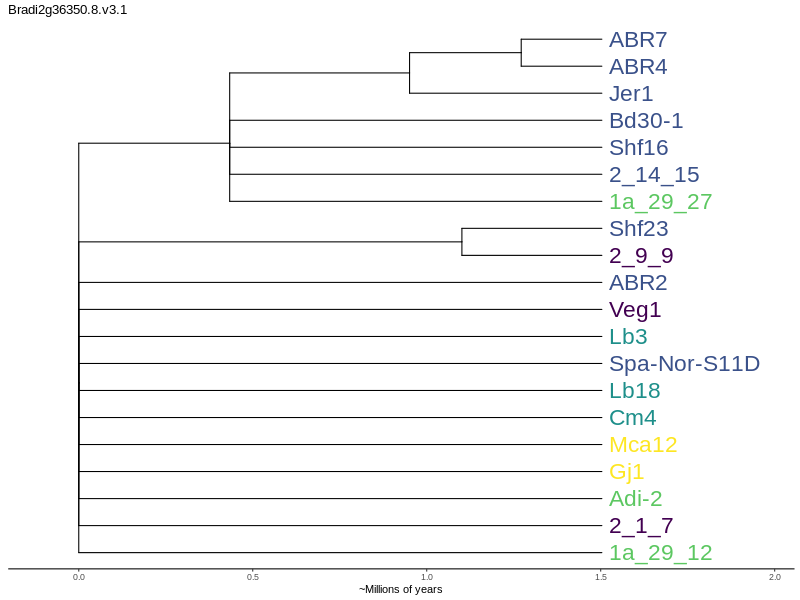 Bradi2g36350.8.v3.1
ABR7
ABR4
Jer1
Bd30-1
Shf16
2_14_15
1a_29_27
Shf23
2_9_9
ABR2
Veg1
Lb3
Spa-Nor-S11D
Lb18
Cm4
Mca12
Gj1
Adi-2
2_1_7
1a_29_12
0.0 0.5 1.0 1.5 2.0
~Millions of years